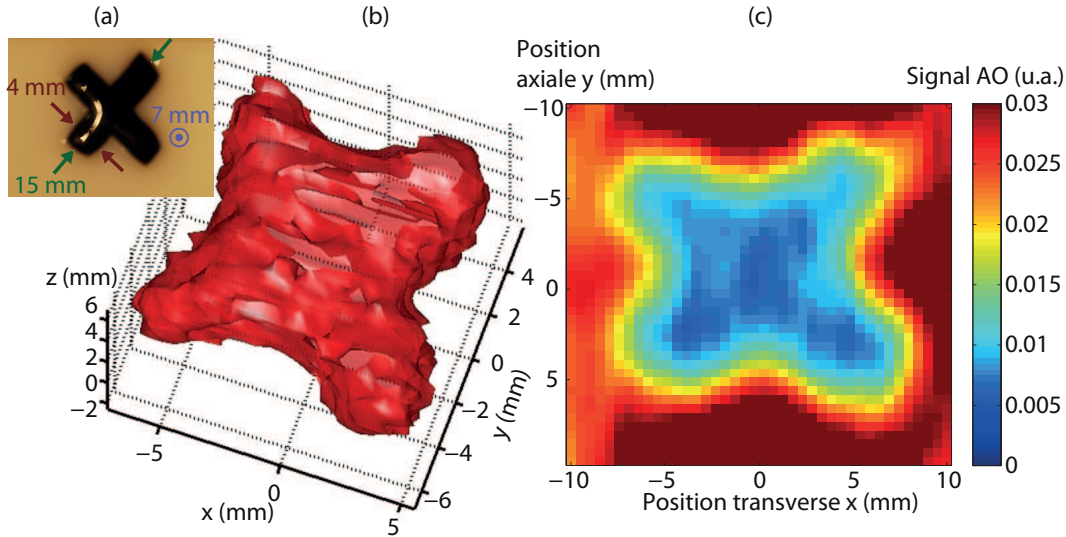 (a)
(b)
(c)
4 mm
7 mm
15 mm
z (mm)
6
4
2
0
−2
−5
0
5
x (mm)
4
2
0
−2
−4
−6
y (mm)
Position
axiale y (mm)
Signal AO (u.a.)
−10
−5
0
5
−10
−5
0
5
10
Position transverse x (mm)
0.03
0.025
0.02
0.015
0.01
0.005
0